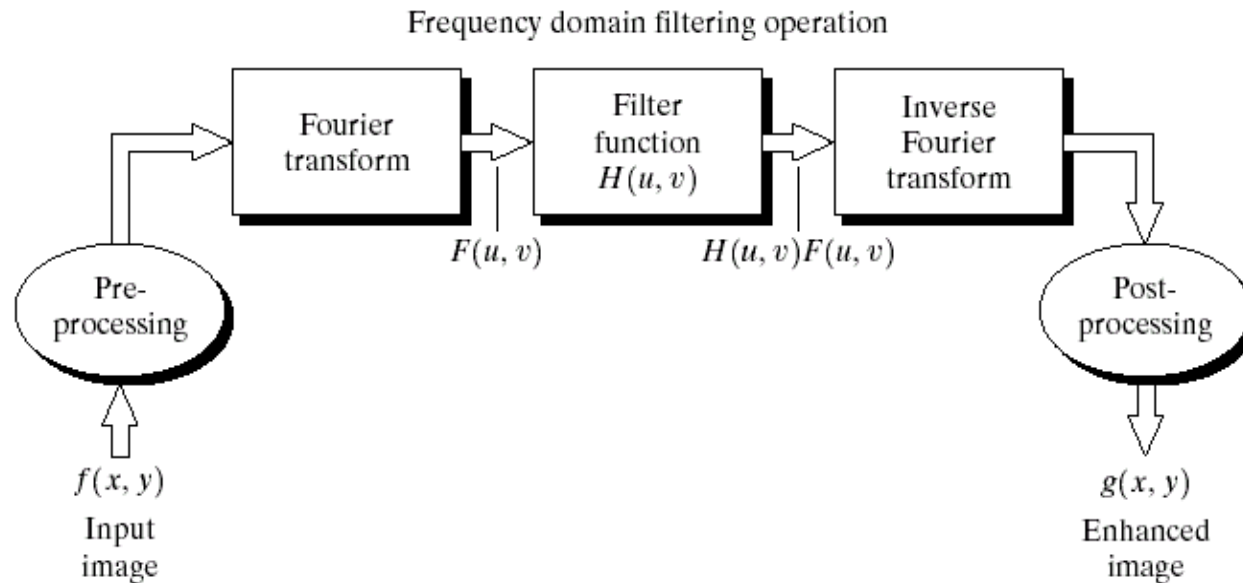 Frequency domain filtering operation
Fourier
transform
Filter
function
H(u, v)
Inverse
Fourier
transform
F(u, v)
H(u, v)F(u, v)
Pre-
processing
Post-
processing
f(x, y)
Input
image
g(x, y)
Enhanced
image